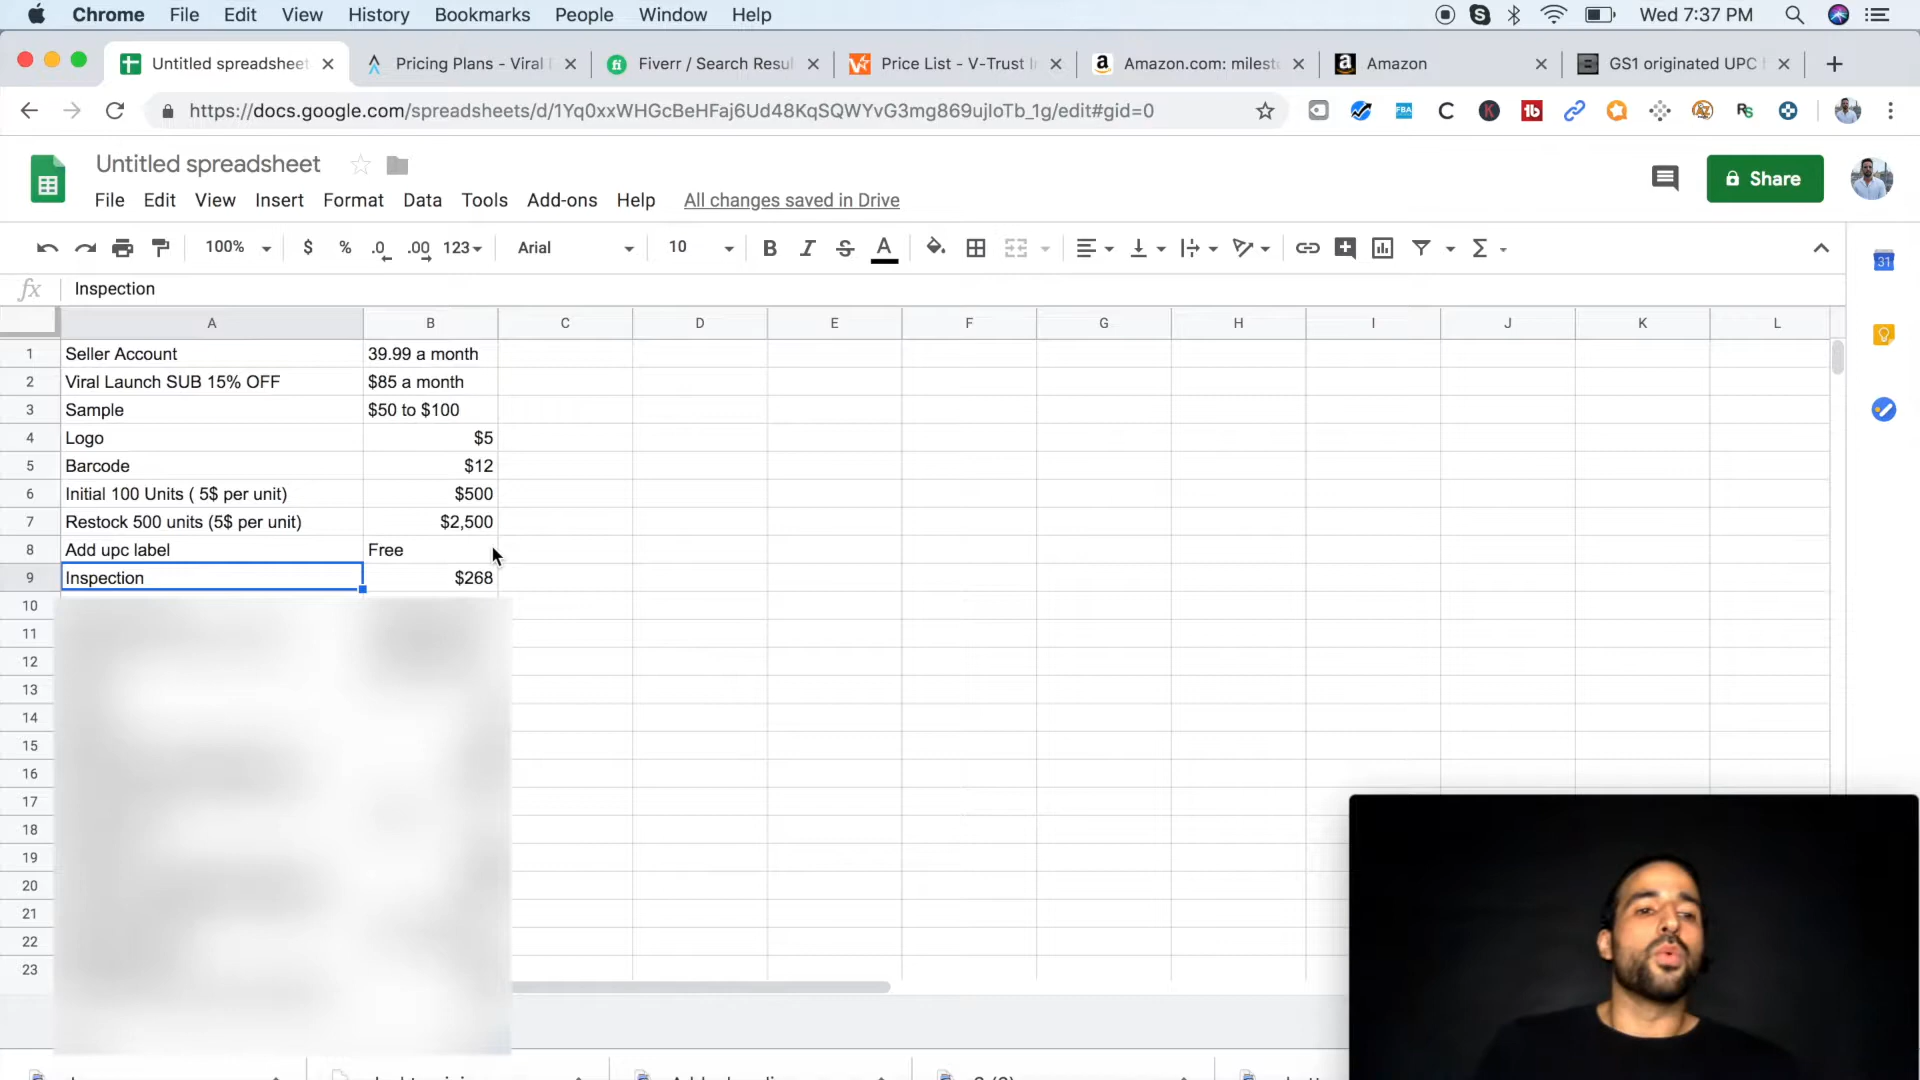 Chrome File Edit View History Bookmarks People Window Help Wed 7:37 PM
Untitled spreadsheet Pricing Plans - Viral Fiverr / Search Resul Price List - V-Trust In Amazon.com: milest Amazon GS1 originated UPC
https://docs.google.com/spreadsheets/d/1Yq0xxWHGcBeHFaj6Ud48KqSQWYvG3mg869ujIoTb_1g/edit#gid=0
Untitled spreadsheet
Share
File Edit View Insert Format Data Tools Add-ons Help All changes saved in Drive
100% $ % .0 .00 123 Arial 10 B I S A Σ
fx Inspection
31
A B C D E F G H I J K L
1 Seller Account 39.99 a month
2 Viral Launch SUB 15% OFF $85 a month
3 Sample $50 to $100
4 Logo $5
5 Barcode $12
6 Initial 100 Units ( 5$ per unit) $500
7 Restock 500 units (5$ per unit) $2,500
8 Add upc label Free
9 Inspection $268
10
11
12
13
14
15
16
17
18
19
20
21
22
23